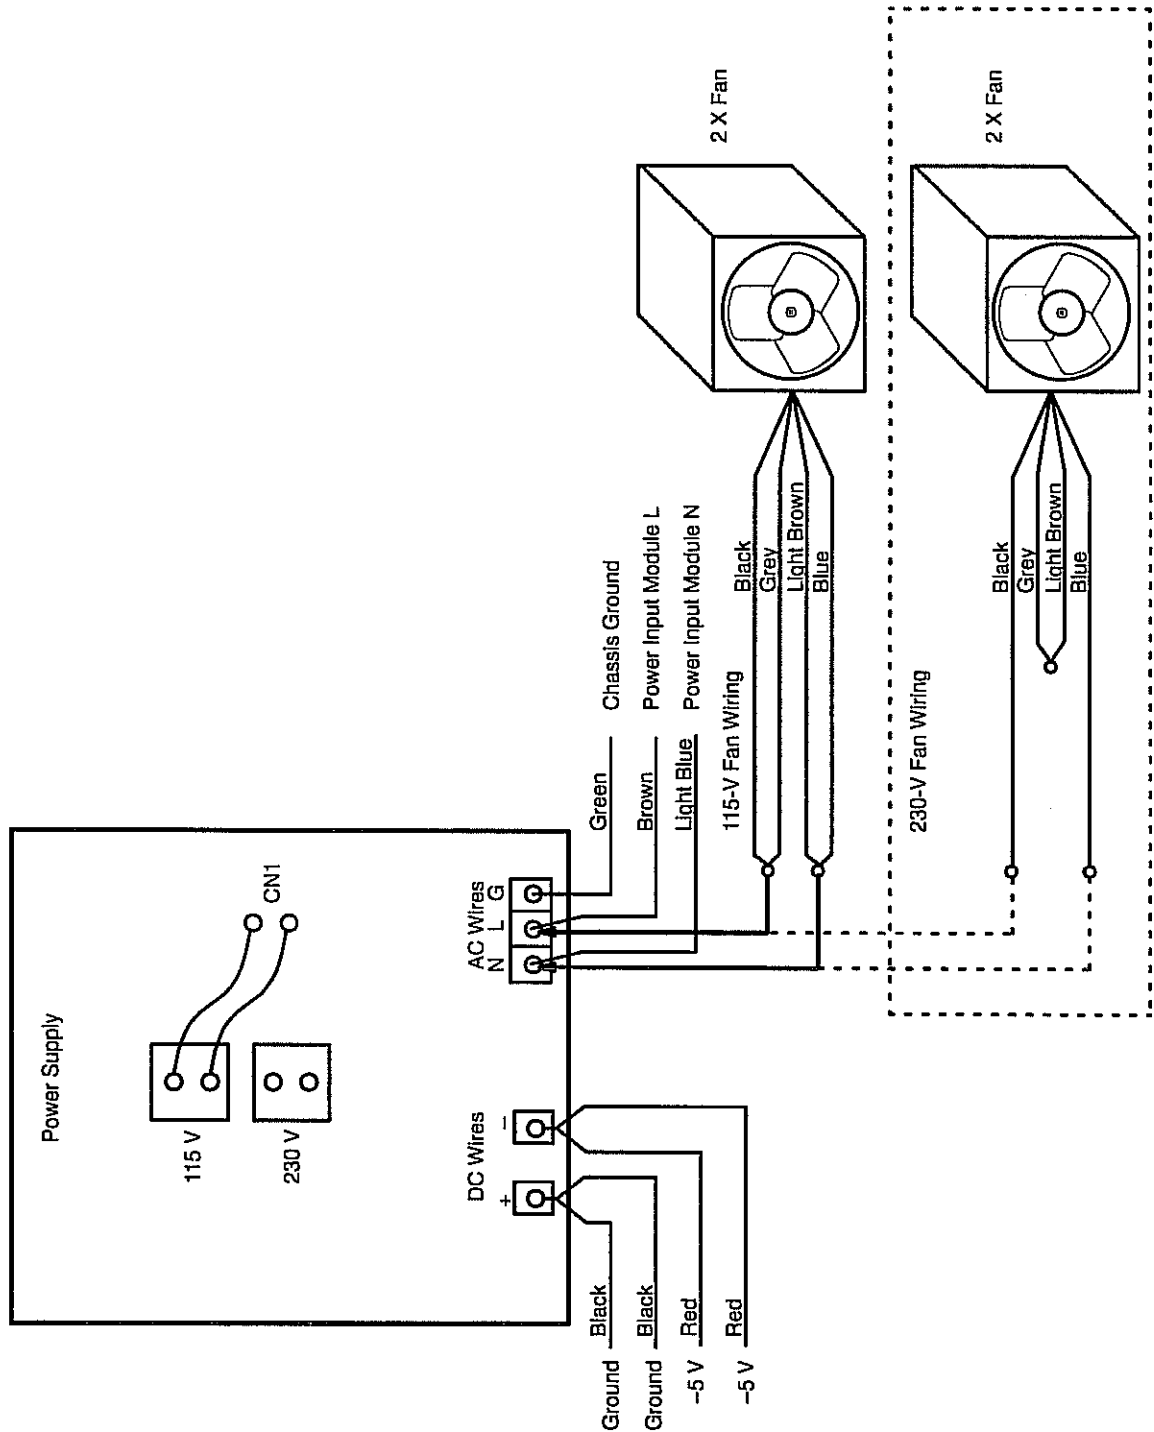 Power Supply
115 V
230 V
CN1
DC Wires
+
–
AC Wires
N
L
G
Ground
Black
Ground
Black
–5 V
Red
–5 V
Red
Green
Chassis Ground
Brown
Power Input Module L
Light Blue
Power Input Module N
115-V Fan Wiring
Black
Grey
Light Brown
Blue
2 X Fan
230-V Fan Wiring
Black
Grey
Light Brown
Blue
2 X Fan